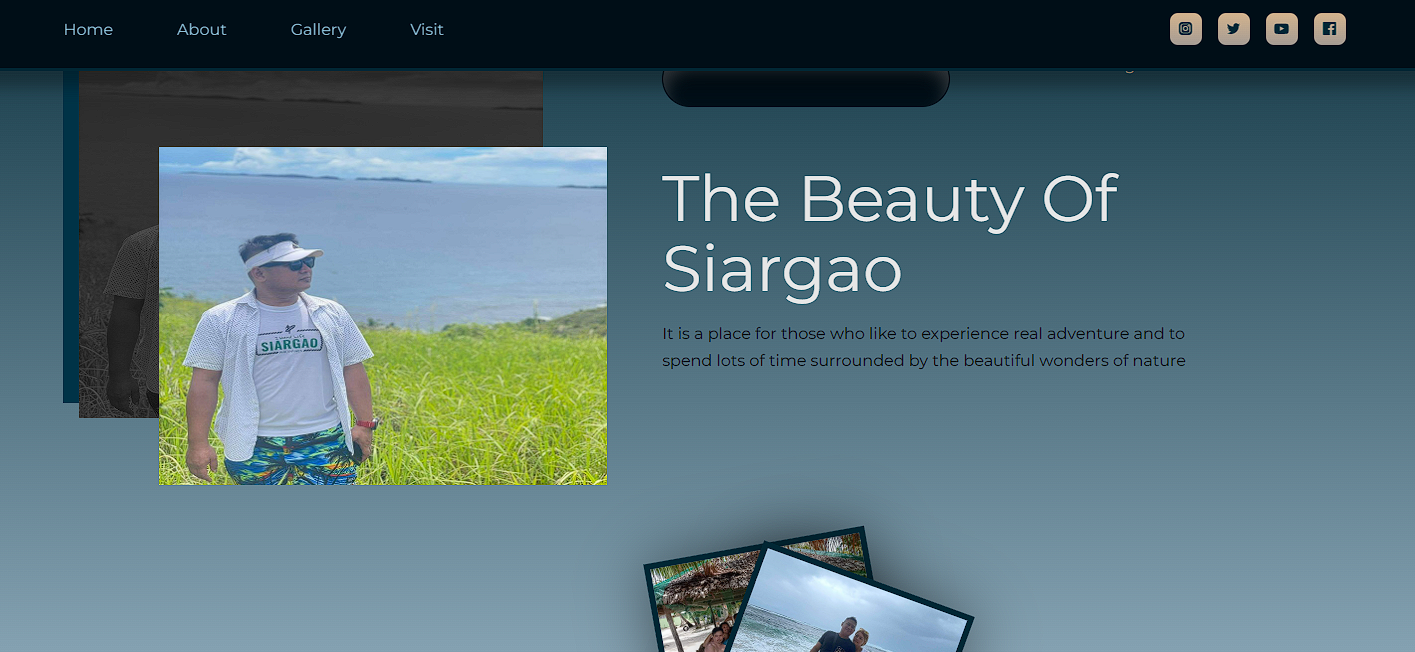 Home About Gallery Visit
The Beauty Of
Siargao
It is a place for those who like to experience real adventure and to
spend lots of time surrounded by the beautiful wonders of nature
SIARGAO